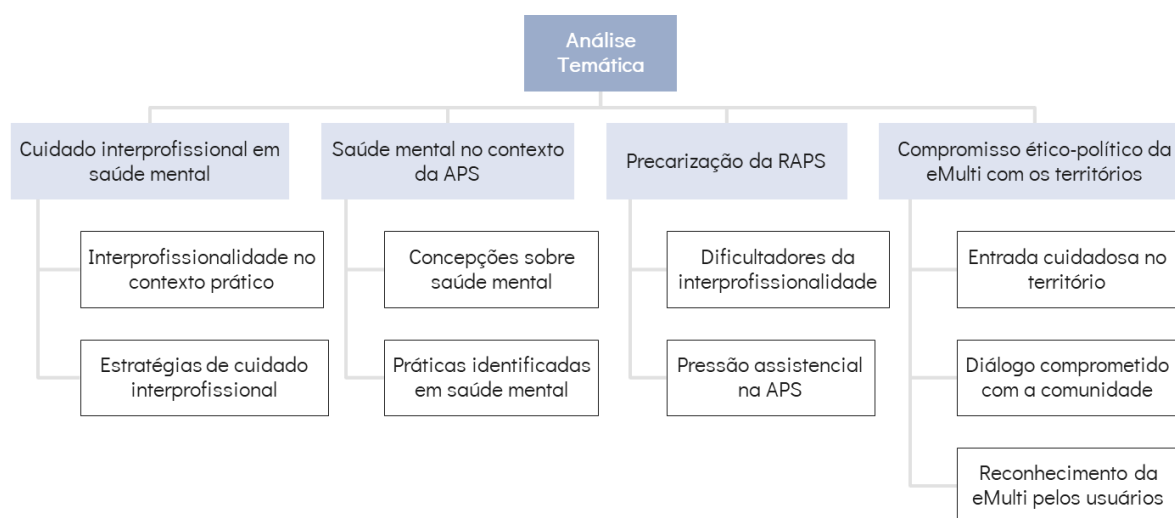 Análise
Temática
Cuidado interprofissional em
saúde mental
Interprofissionalidade no
contexto prático
Estratégias de cuidado
interprofissional
Saúde mental no contexto
da APS
Concepções sobre
saúde mental
Práticas identificadas
em saúde mental
Precarização da RAPS
Dificultadores da
interprofissionalidade
Pressão assistencial
na APS
Compromisso ético-político da
eMulti com os territórios
Entrada cuidadosa no
território
Diálogo comprometido
com a comunidade
Reconhecimento da
eMulti pelos usuários